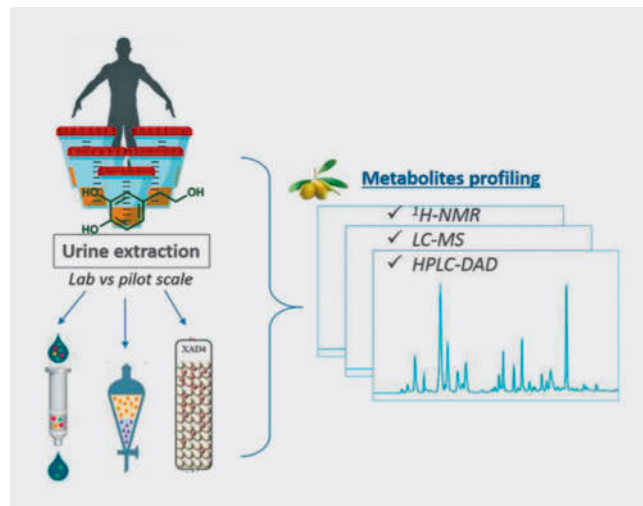 HO
OH
HO
Urine extraction
Lab vs pilot scale
XAD4
Metabolites profiling
✓ ¹H-NMR
✓ LC-MS
✓ HPLC-DAD